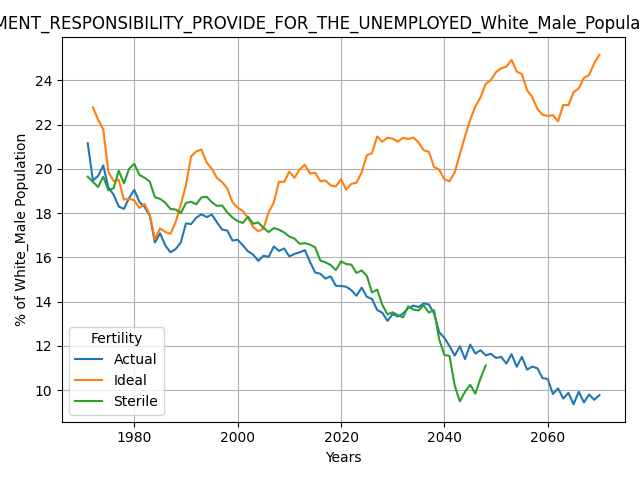 MENT_RESPONSIBILITY_PROVIDE_FOR_THE_UNEMPLOYED_White_Male_Popula
% of White_Male Population
24
22
20
18
16
14
12
10
Fertility
Actual
Ideal
Sterile
1980 2000 2020 2040 2060
Years